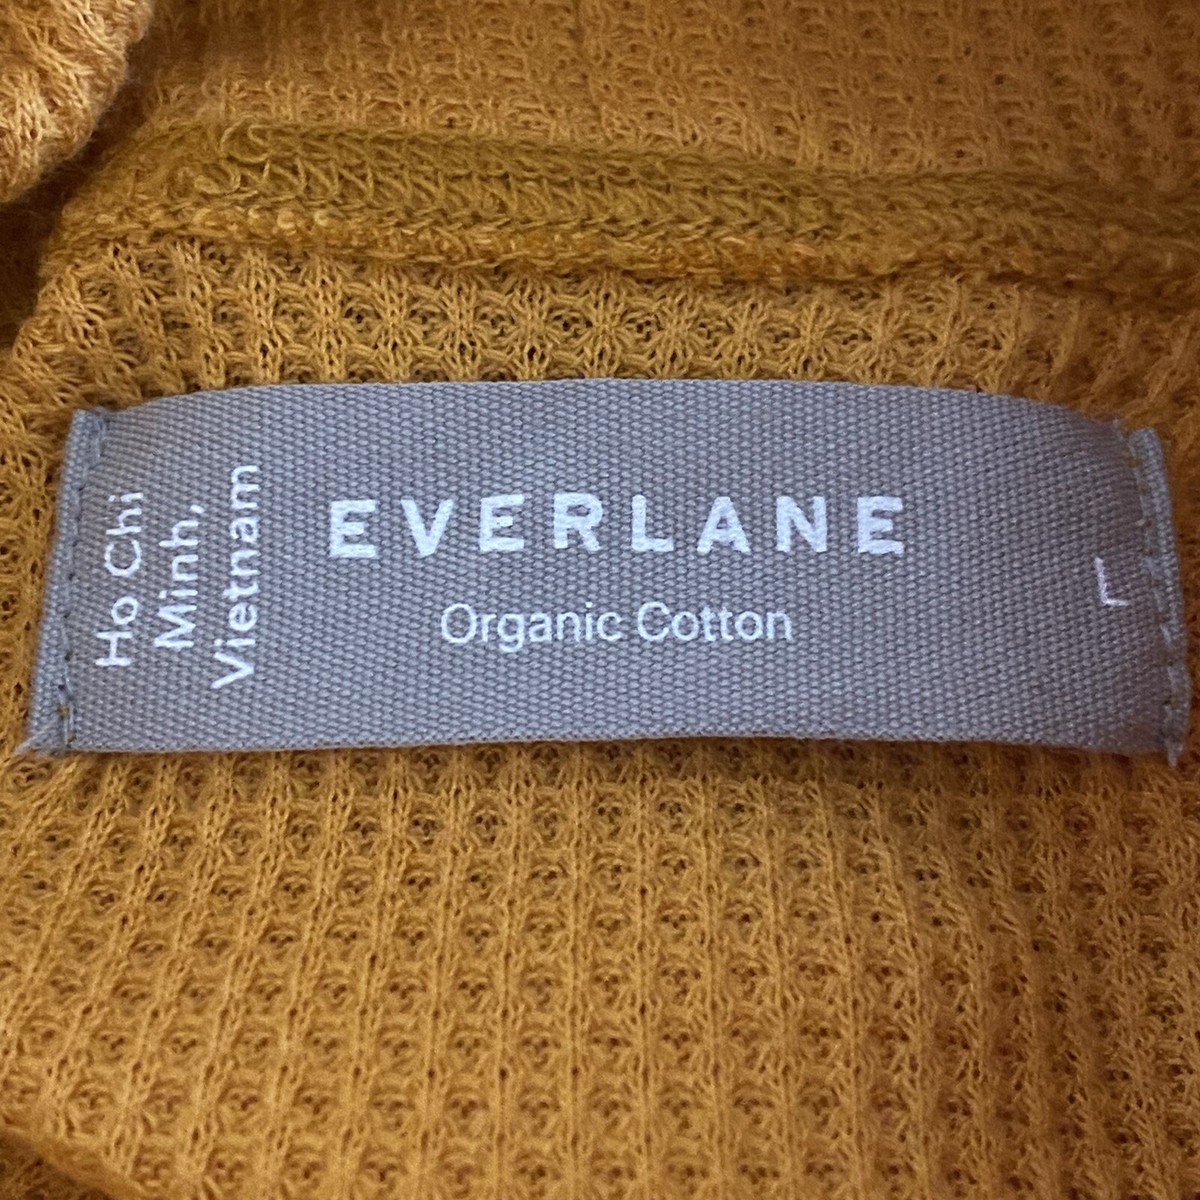 Ho Chi
Minh,
Vietnam
EVERLANE
Organic Cotton
L